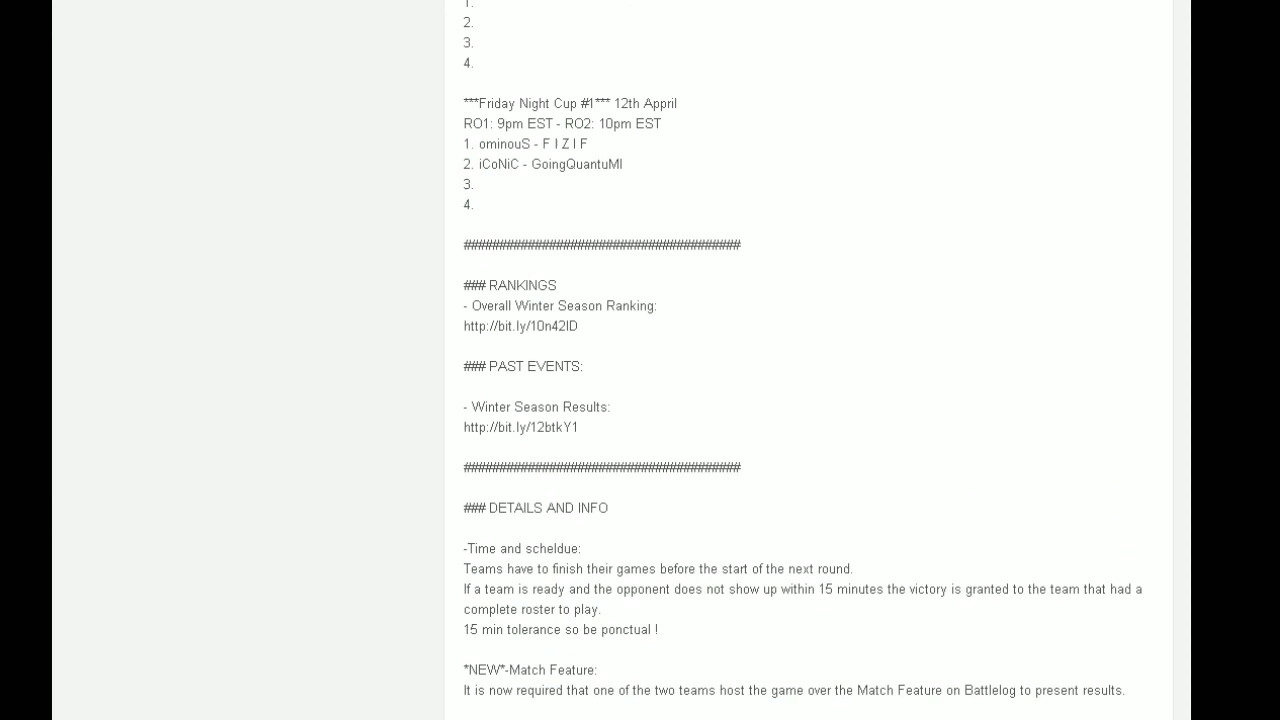 1.
2.
3.
4.
***Friday Night Cup #1*** 12th Appril
RO1: 9pm EST - RO2: 10pm EST
1. ominouS - F I Z I F
2. iCoNiC - GoingQuantuMl
3.
4.
#######################################
### RANKINGS
- Overall Winter Season Ranking:
http://bit.ly/10n42ID
### PAST EVENTS:
- Winter Season Results:
http://bit.ly/12btkY1
#######################################
### DETAILS AND INFO
-Time and scheldue:
Teams have to finish their games before the start of the next round.
If a team is ready and the opponent does not show up within 15 minutes the victory is granted to the team that had a
complete roster to play.
15 min tolerance so be ponctual !
*NEW*-Match Feature:
It is now required that one of the two teams host the game over the Match Feature on Battlelog to present results.